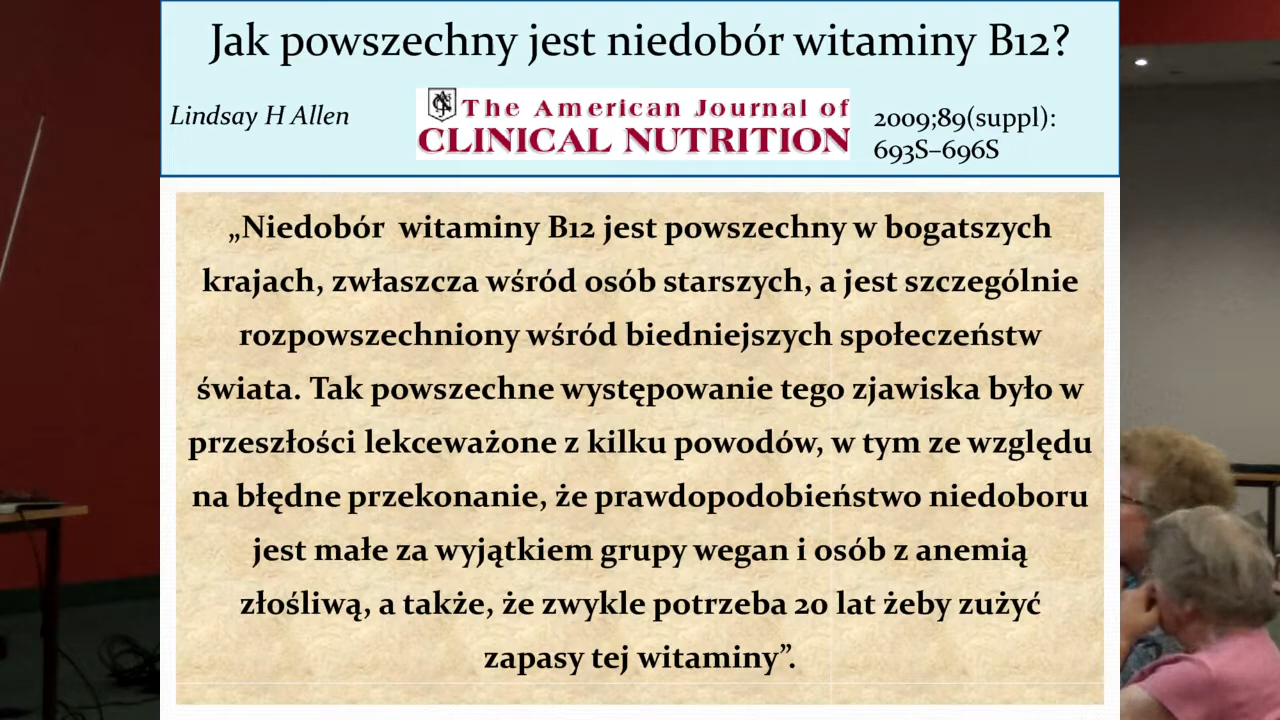 Jak powszechny jest niedobór witaminy B12?
Lindsay H Allen
The American Journal of
CLINICAL NUTRITION
2009;89(suppl):
693S–696S
„Niedobór witaminy B12 jest powszechny w bogatszych
krajach, zwłaszcza wśród osób starszych, a jest szczególnie
rozpowszechniony wśród biedniejszych społeczeństw
świata. Tak powszechne występowanie tego zjawiska było w
przeszłości lekceważone z kilku powodów, w tym ze względu
na błędne przekonanie, że prawdopodobieństwo niedoboru
jest małe za wyjątkiem grupy wegan i osób z anemią
złośliwą, a także, że zwykle potrzeba 20 lat żeby zużyć
zapasy tej witaminy”.